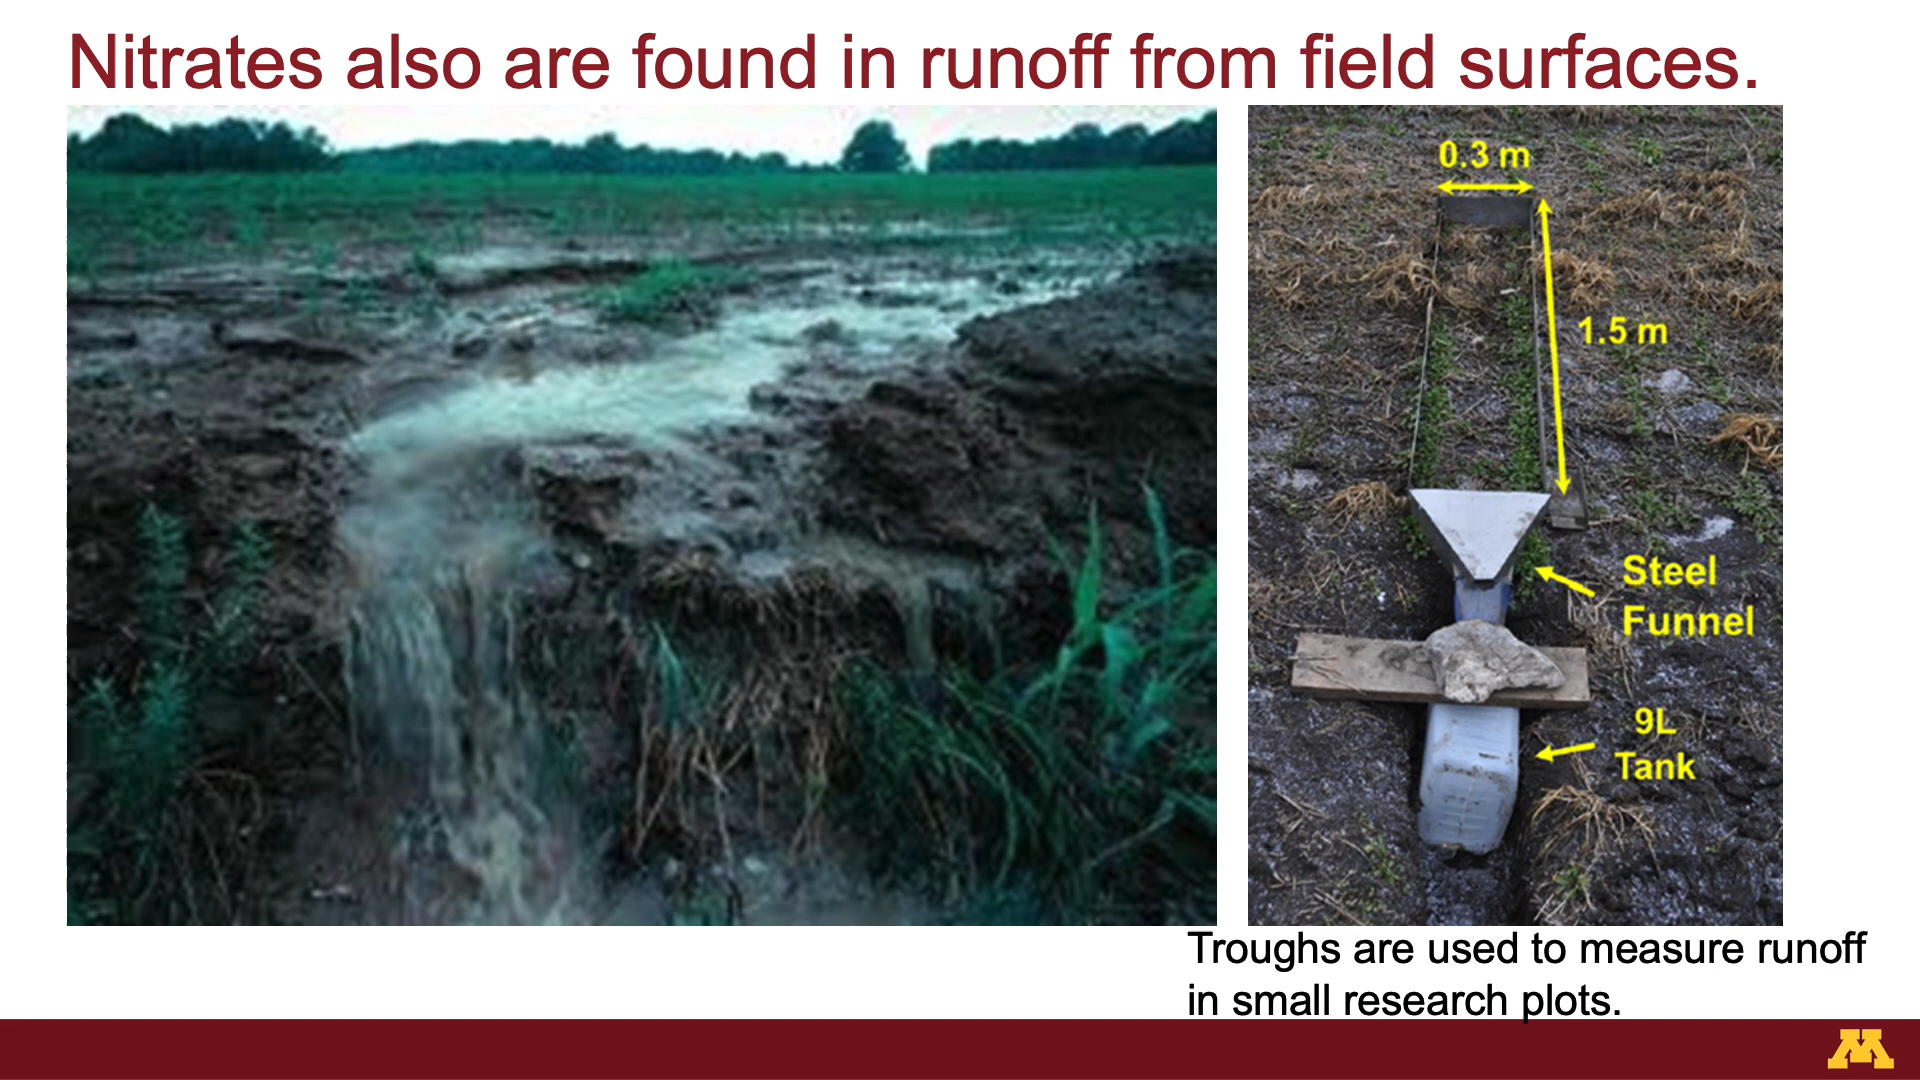 Nitrates also are found in runoff from field surfaces.
0.3 m
1.5 m
Steel
Funnel
9L
Tank
Troughs are used to measure runoff
in small research plots.
M